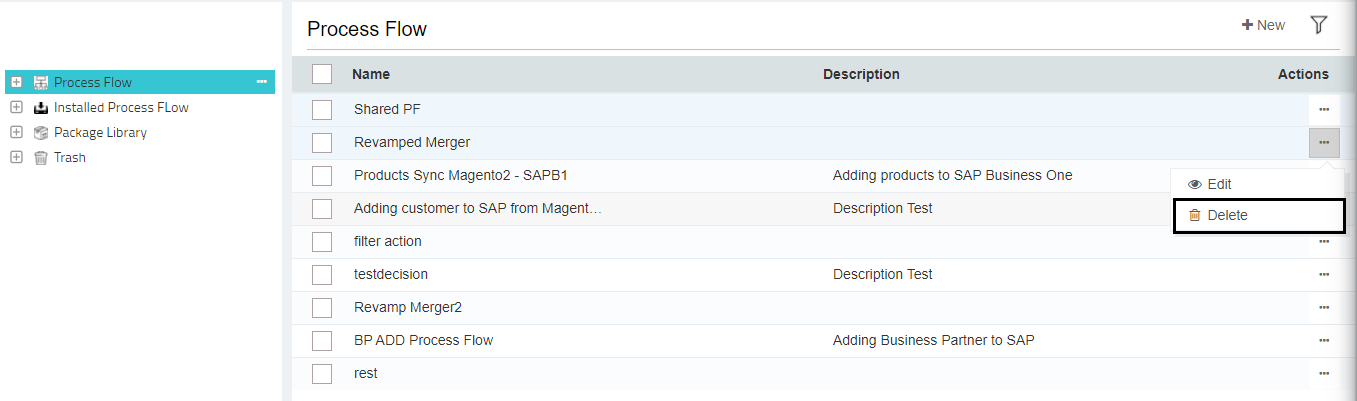 Process Flow
Installed Process FLow
Package Library
Trash
Process Flow
New
Name Description Actions
Shared PF
Revamped Merger
Products Sync Magento2 - SAPB1 Adding products to SAP Business One
Adding customer to SAP from Magent… Description Test
filter action
testdecision Description Test
Revamp Merger2
BP ADD Process Flow Adding Business Partner to SAP
rest
Edit
Delete